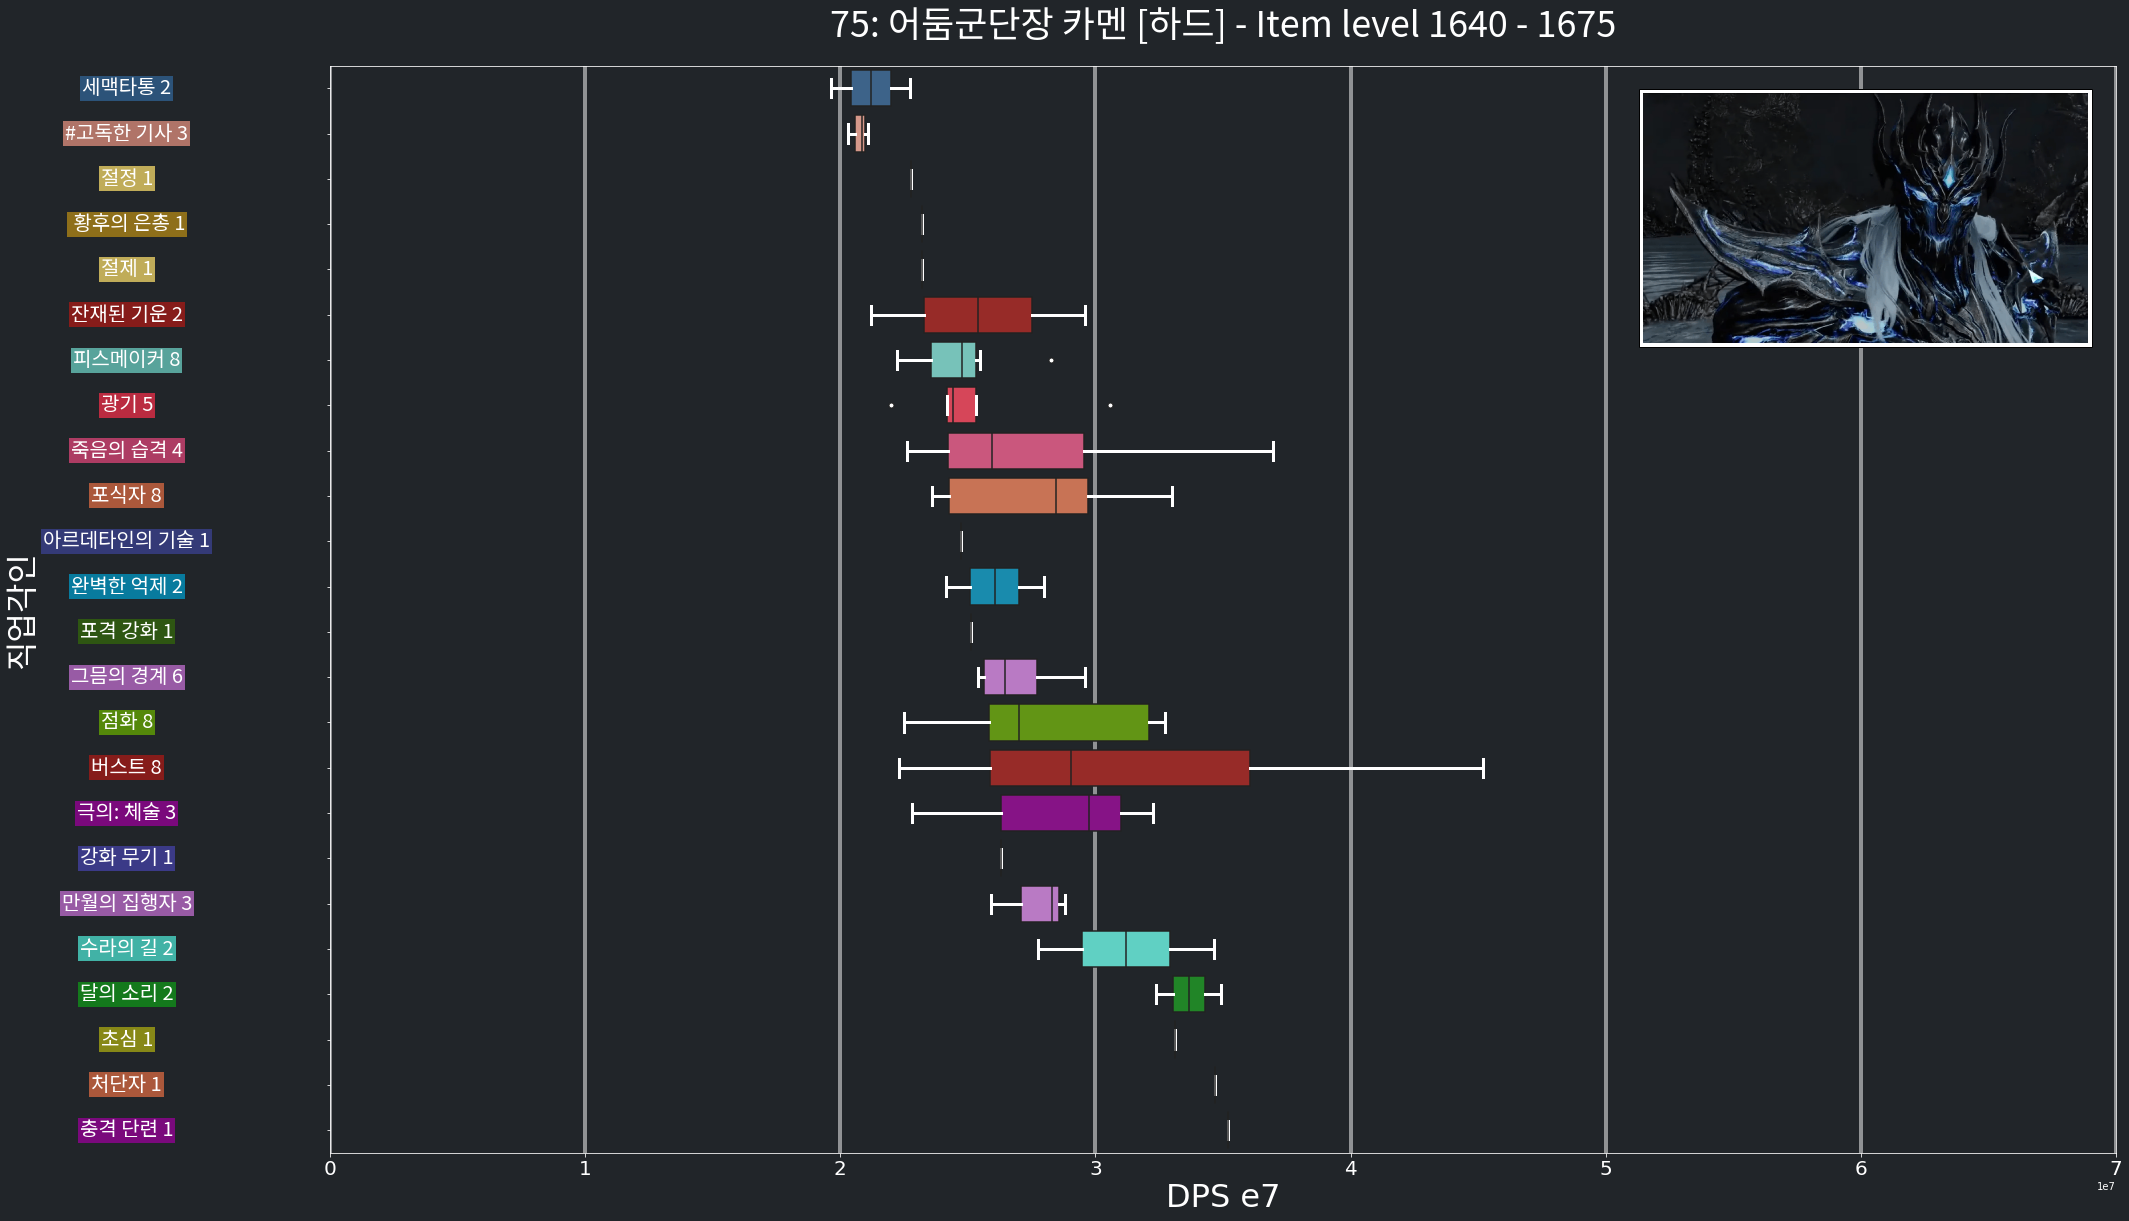 75: 어둠군단장 카멘 [하드] - Item level 1640 - 1675
세맥타통 2
#고독한 기사 3
절정 1
황후의 은총 1
절제 1
잔재된 기운 2
피스메이커 8
광기 5
죽음의 습격 4
포식자 8
아르데타인의 기술 1
완벽한 억제 2
포격 강화 1
그믐의 경계 6
점화 8
버스트 8
극의: 체술 3
강화 무기 1
만월의 집행자 3
수라의 길 2
달의 소리 2
초심 1
처단자 1
충격 단련 1
직업각인
0 1 2 3 4 5 6 7
1e7
DPS e7